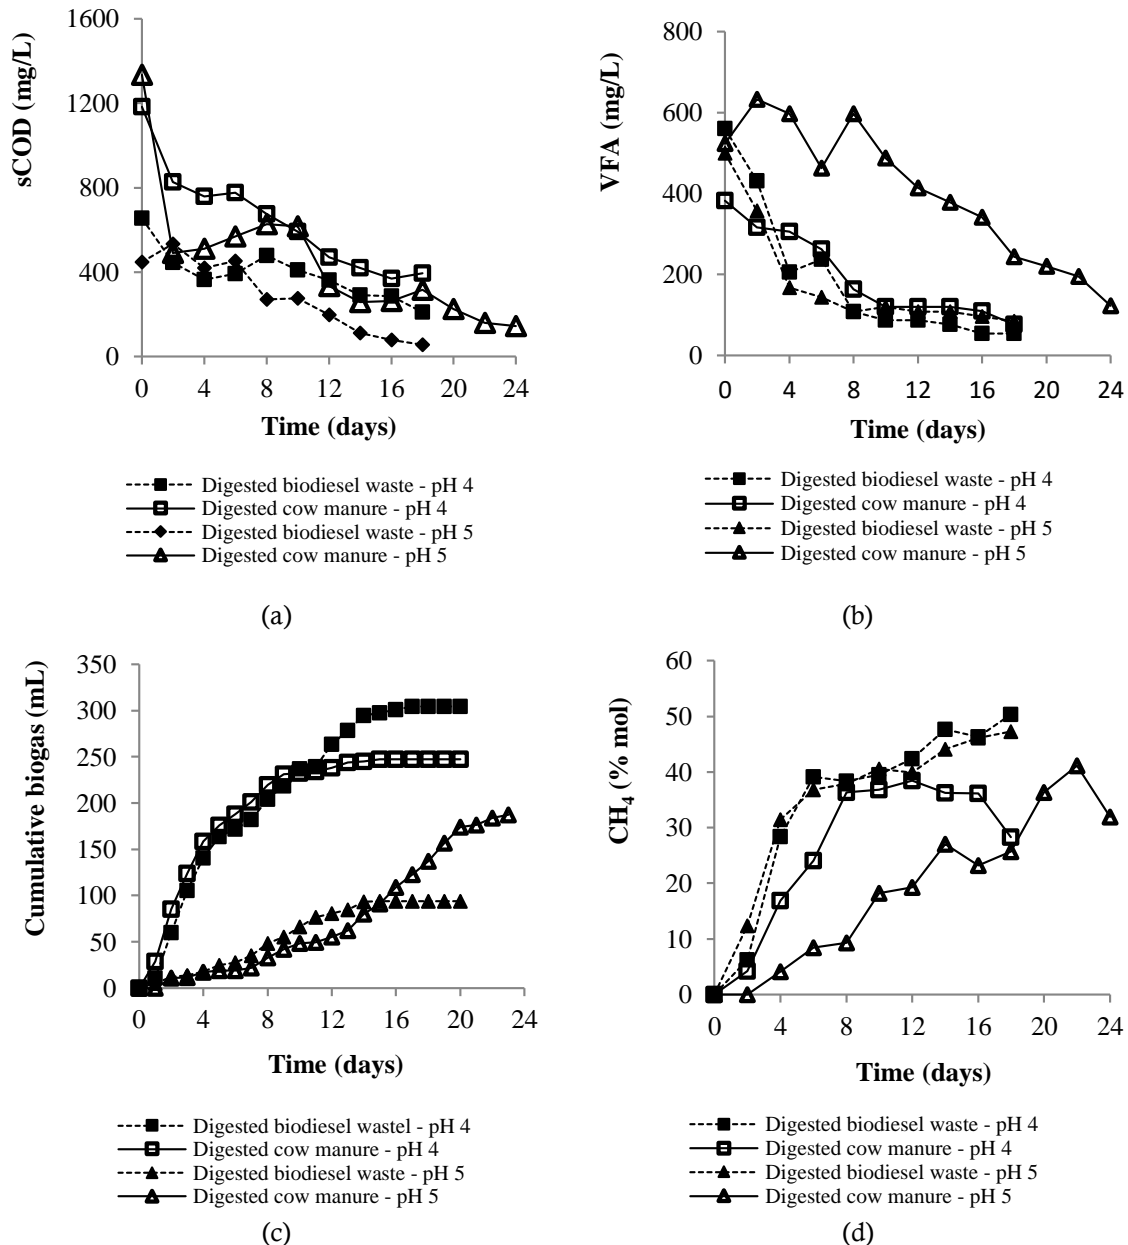 sCOD (mg/L)
1600
1200
800
400
0
0 4 8 12 16 20 24
Time (days)
Digested biodiesel waste - pH 4
Digested cow manure - pH 4
Digested biodiesel waste - pH 5
Digested cow manure - pH 5
(a)
VFA (mg/L)
800
600
400
200
0
0 4 8 12 16 20 24
Time (days)
Digested biodiesel waste - pH 4
Digested cow manure - pH 4
Digested biodiesel waste - pH 5
Digested cow manure - pH 5
(b)
Cumulative biogas (mL)
350
300
250
200
150
100
50
0
0 4 8 12 16 20 24
Time (days)
Digested biodiesel wastel - pH 4
Digested cow manure - pH 4
Digested biodiesel waste - pH 5
Digested cow manure - pH 5
(c)
CH4 (% mol)
60
50
40
30
20
10
0
0 4 8 12 16 20 24
Time (days)
Digested biodiesel waste - pH 4
Digested cow manure - pH 4
Digested biodiesel waste - pH 5
Digested cow manure - pH 5
(d)